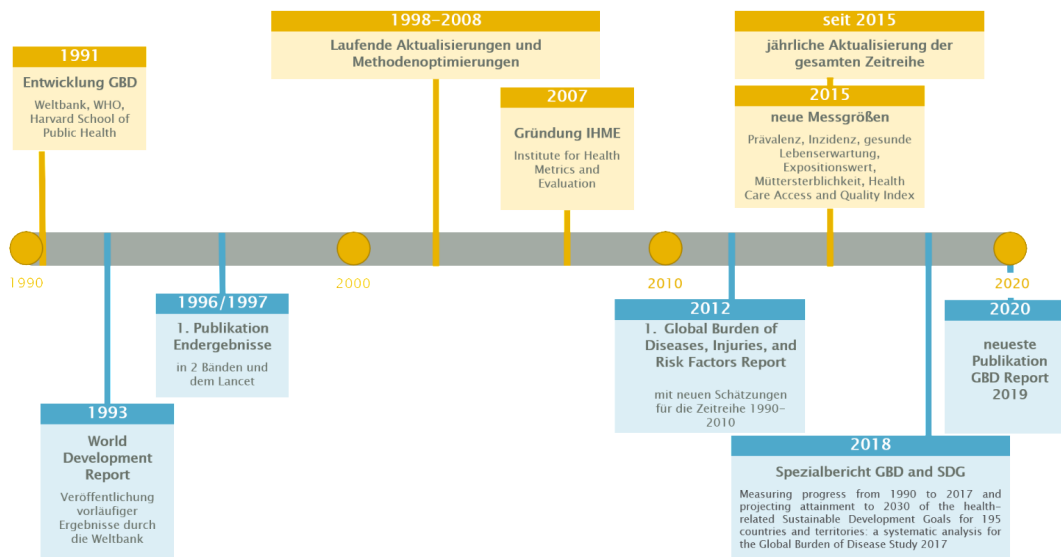 1991
Entwicklung GBD
Weltbank, WHO,
Harvard School of
Public Health
1998–2008
Laufende Aktualisierungen und
Methodenoptimierungen
2007
Gründung IHME
Institute for Health
Metrics and
Evaluation
seit 2015
jährliche Aktualisierung der
gesamten Zeitreihe
2015
neue Messgrößen
Prävalenz, Inzidenz, gesunde
Lebenserwartung,
Expositionswert,
Müttersterblichkeit, Health
Care Access and Quality Index
1990
2000
2010
2020
1993
World
Development
Report
Veröffentlichung
vorläufiger
Ergebnisse durch
die Weltbank
1996/1997
1. Publikation
Endergebnisse
in 2 Bänden und
dem Lancet
2012
1. Global Burden of
Diseases, Injuries, and
Risk Factors Report
mit neuen Schätzungen
für die Zeitreihe 1990–
2010
2018
Spezialbericht GBD and SDG
Measuring progress from 1990 to 2017 and
projecting attainment to 2030 of the health-
related Sustainable Development Goals for 195
countries and territories: a systematic analysis for
the Global Burden of Disease Study 2017
2020
neueste
Publikation
GBD Report
2019